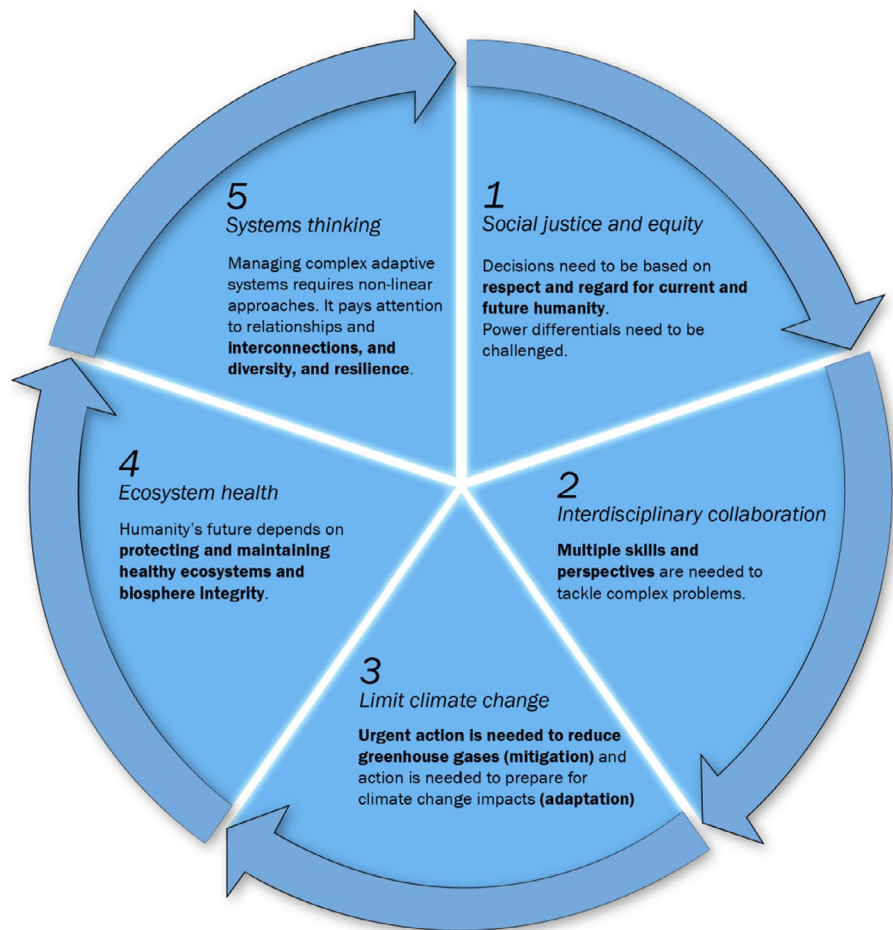 1
Social justice and equity
Decisions need to be based on
respect and regard for current and
future humanity.
Power differentials need to be
challenged.
2
Interdisciplinary collaboration
Multiple skills and
perspectives are needed to
tackle complex problems.
3
Limit climate change
Urgent action is needed to reduce
greenhouse gases (mitigation) and
action is needed to prepare for
climate change impacts (adaptation)
4
Ecosystem health
Humanity’s future depends on
protecting and maintaining
healthy ecosystems and
biosphere integrity.
5
Systems thinking
Managing complex adaptive
systems requires non-linear
approaches. It pays attention
to relationships and
interconnections, and
diversity, and resilience.